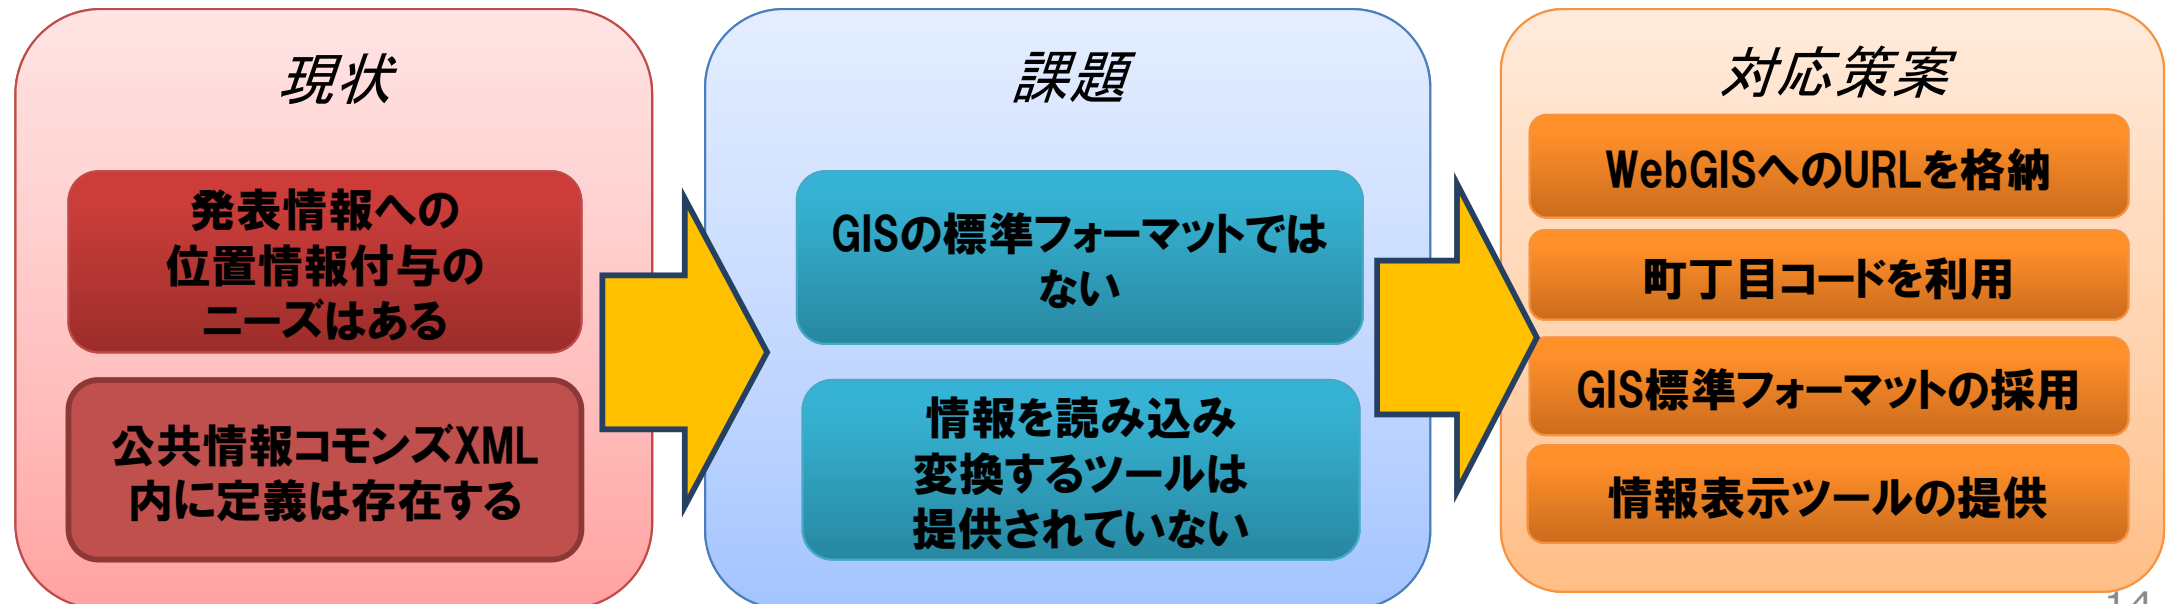 現状
発表情報への
位置情報付与の
ニーズはある
公共情報コモンズXML
内に定義は存在する
課題
GISの標準フォーマットでは
ない
情報を読み込み
変換するツールは
提供されていない
対応策案
WebGISへのURLを格納
町丁目コードを利用
GIS標準フォーマットの採用
情報表示ツールの提供
14